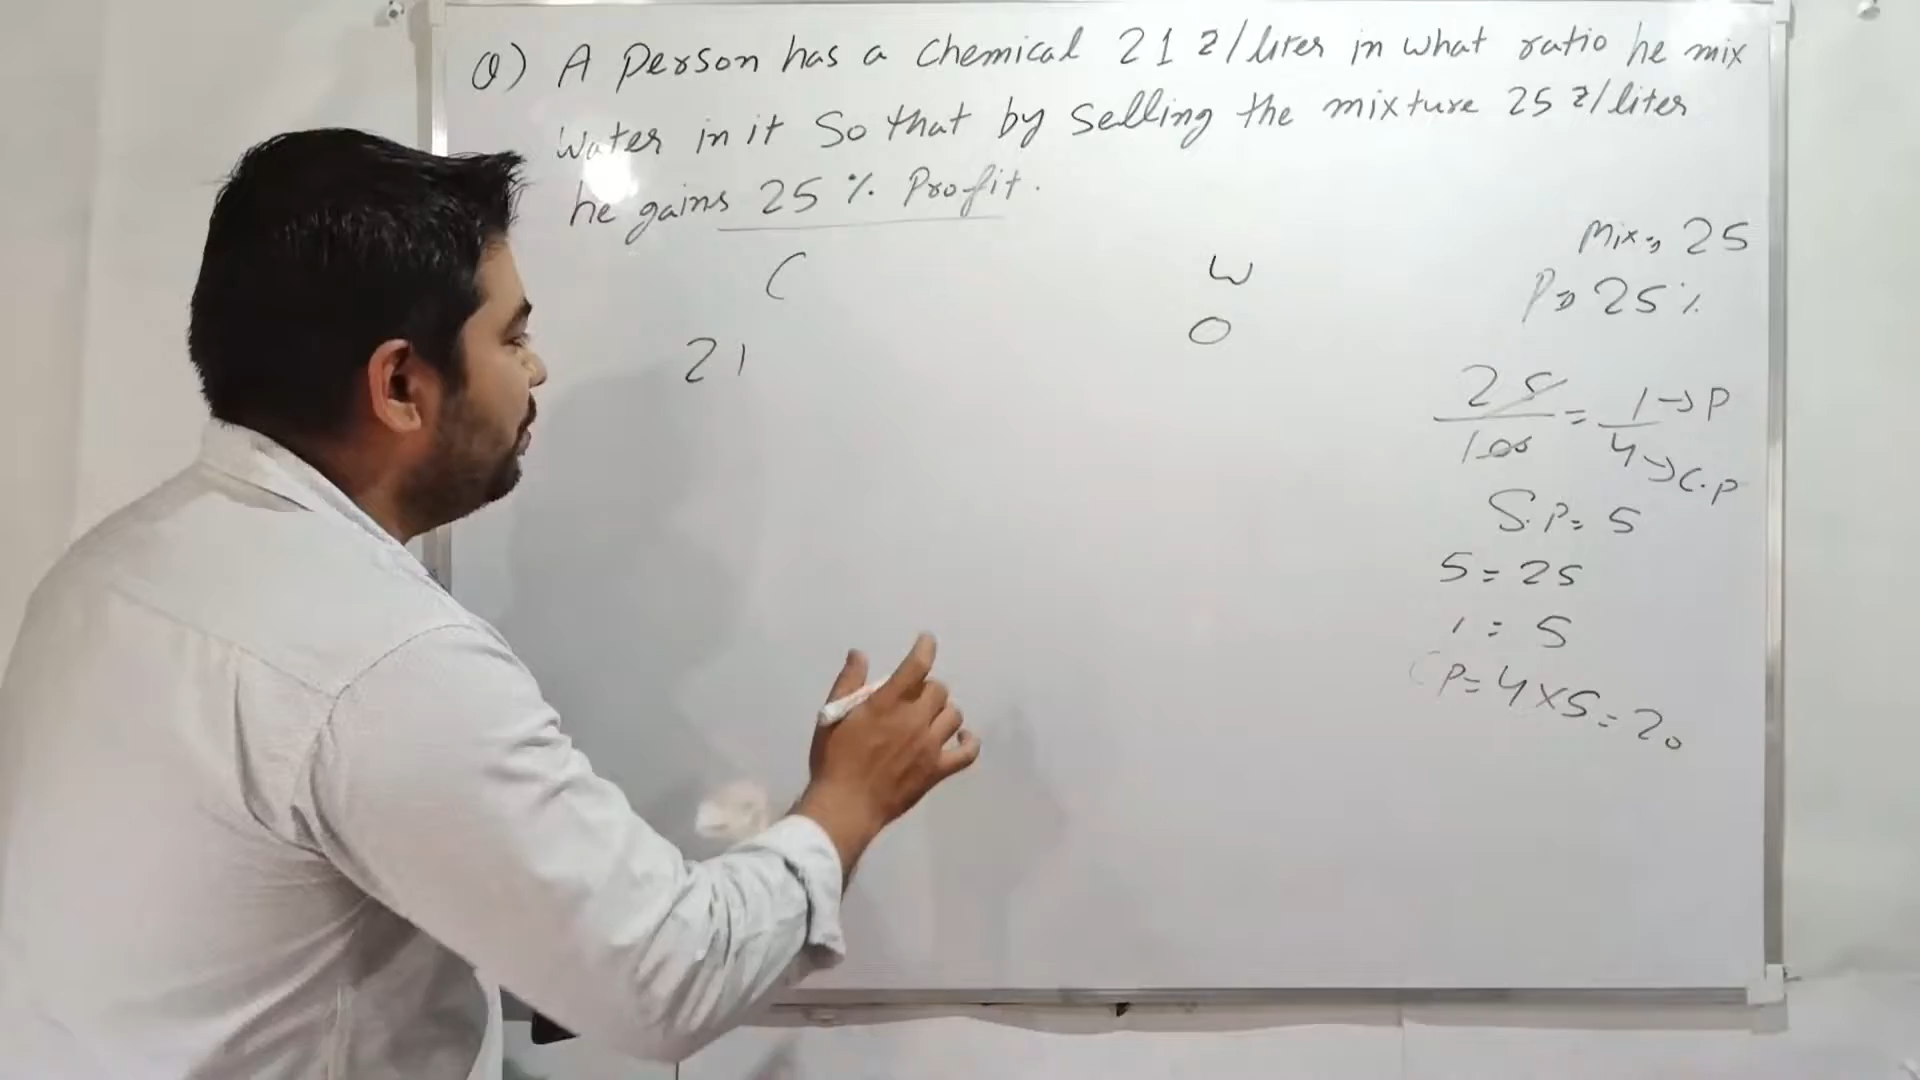 Q) A Person has a Chemical 21 ₹/liter in what ratio he mix
Water in it So that by Selling the mixture 25 ₹/liter
he gains 25 % Profit.
C
21
W
0
Mix → 25
P → 25 %
25/100 = 1 → P / 4 → C.P
S.P = 5
5 = 25
1 = 5
CP = 4 × 5 = 20